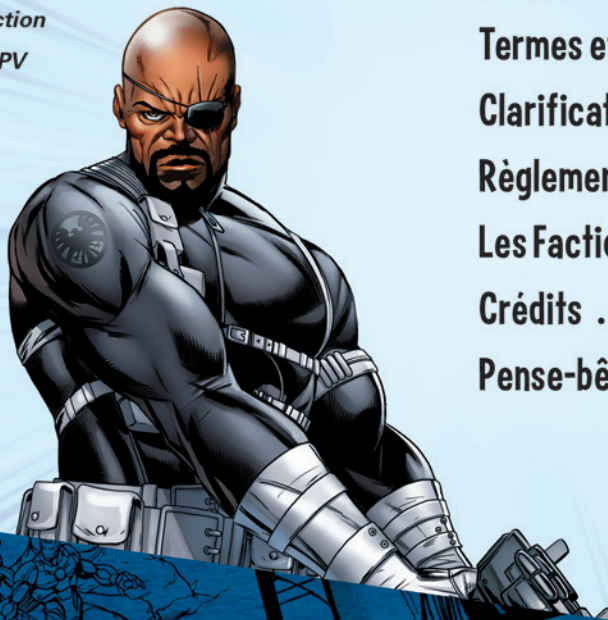 ction
PV
Termes et
Clarificat
Règlemen
Les Factio
Crédits .
Pense-bê